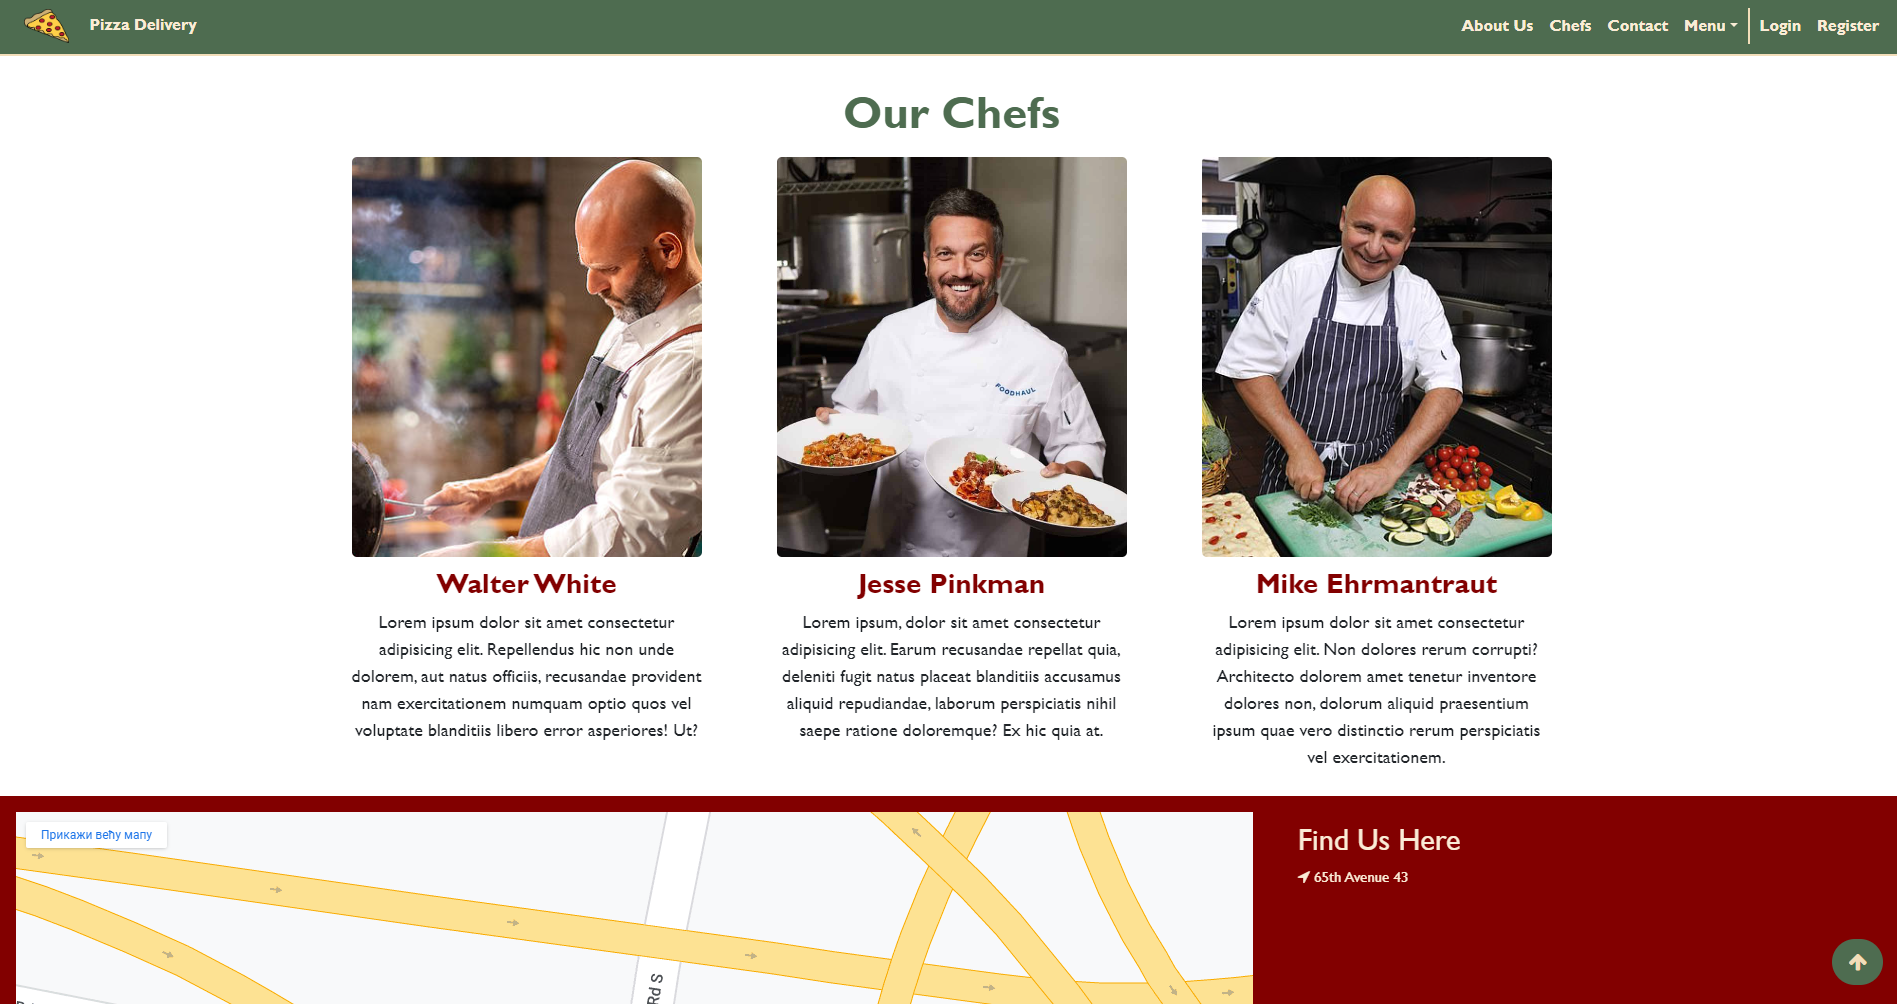 Pizza Delivery
About Us Chefs Contact Menu Login Register
Our Chefs
FOODHAUL
Walter White
Lorem ipsum dolor sit amet consectetur
adipisicing elit. Repellendus hic non unde
dolorem, aut natus officiis, recusandae provident
nam exercitationem numquam optio quos vel
voluptate blanditiis libero error asperiores! Ut?
Jesse Pinkman
Lorem ipsum, dolor sit amet consectetur
adipisicing elit. Earum recusandae repellat quia,
deleniti fugit natus placeat blanditiis accusamus
aliquid repudiandae, laborum perspiciatis nihil
saepe ratione doloremque? Ex hic quia at.
Mike Ehrmantraut
Lorem ipsum dolor sit amet consectetur
adipisicing elit. Non dolores rerum corrupti?
Architecto dolorem amet tenetur inventore
dolores non, dolorum aliquid praesentium
ipsum quae vero distinctio rerum perspiciatis
vel exercitationem.
Прикажи већу мапу
Rd S
Find Us Here
65th Avenue 43